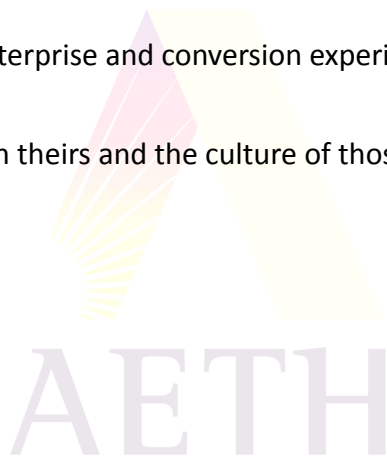 terprise and conversion experi
theirs and the culture of thos
AETH